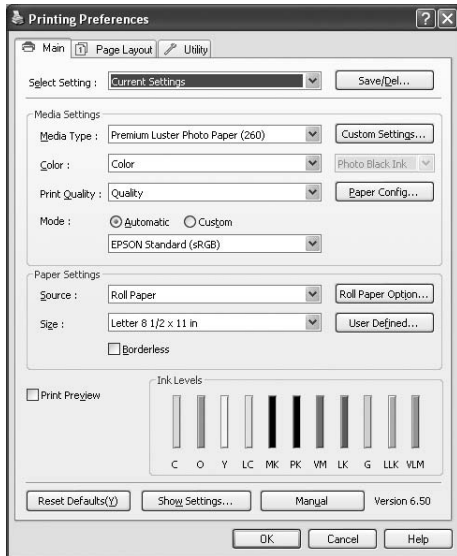 Printing Preferences
Main Page Layout Utility
Select Setting : Current Settings Save/Del...
Media Settings
Media Type : Premium Luster Photo Paper (260) Custom Settings...
Color : Color Photo Black Ink
Print Quality : Quality Paper Config...
Mode : Automatic Custom
EPSON Standard (sRGB)
Paper Settings
Source : Roll Paper Roll Paper Option...
Size : Letter 8 1/2 x 11 in User Defined...
Borderless
Print Preview
Ink Levels
C O Y LC MK PK VM LK G LLK VLM
Reset Defaults(Y) Show Settings... Manual Version 6.50
OK Cancel Help